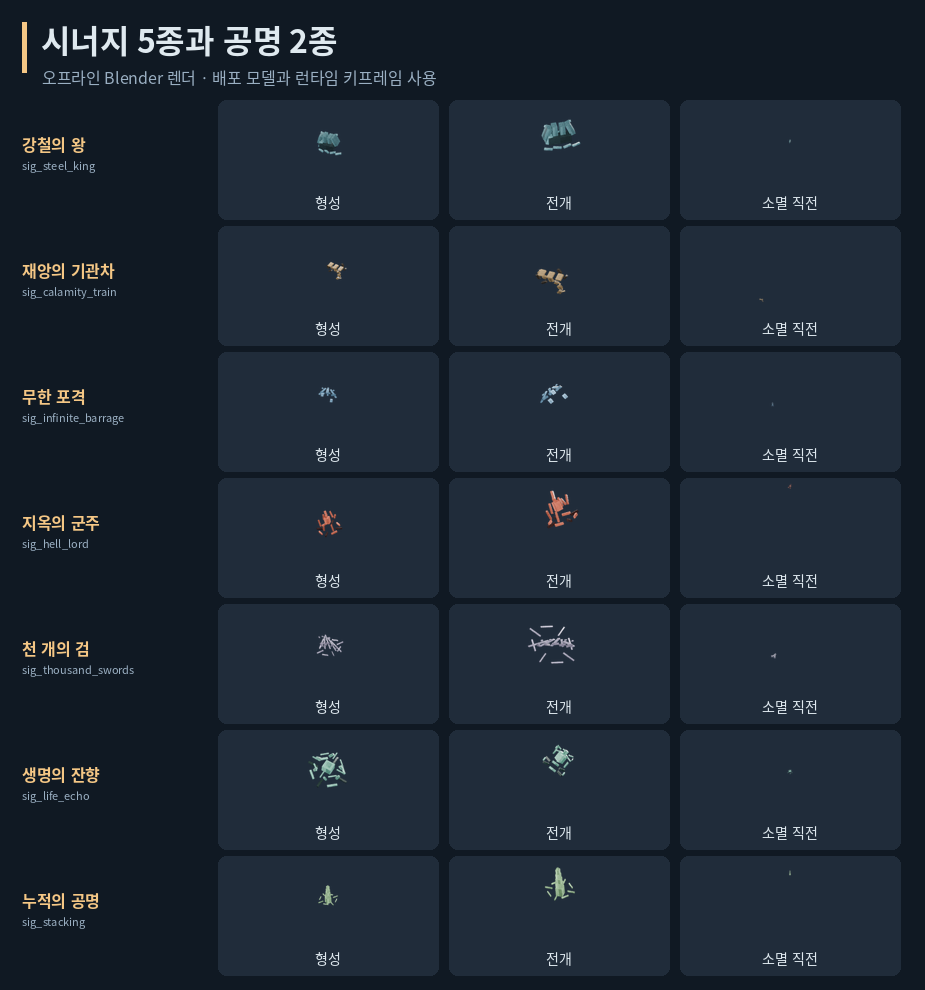 시너지 5종과 공명 2종
오프라인 Blender 렌더 · 배포 모델과 런타임 키프레임 사용
강철의 왕
sig_steel_king
형성
전개
소멸 직전
재앙의 기관차
sig_calamity_train
형성
전개
소멸 직전
무한 포격
sig_infinite_barrage
형성
전개
소멸 직전
지옥의 군주
sig_hell_lord
형성
전개
소멸 직전
천 개의 검
sig_thousand_swords
형성
전개
소멸 직전
생명의 잔향
sig_life_echo
형성
전개
소멸 직전
누적의 공명
sig_stacking
형성
전개
소멸 직전